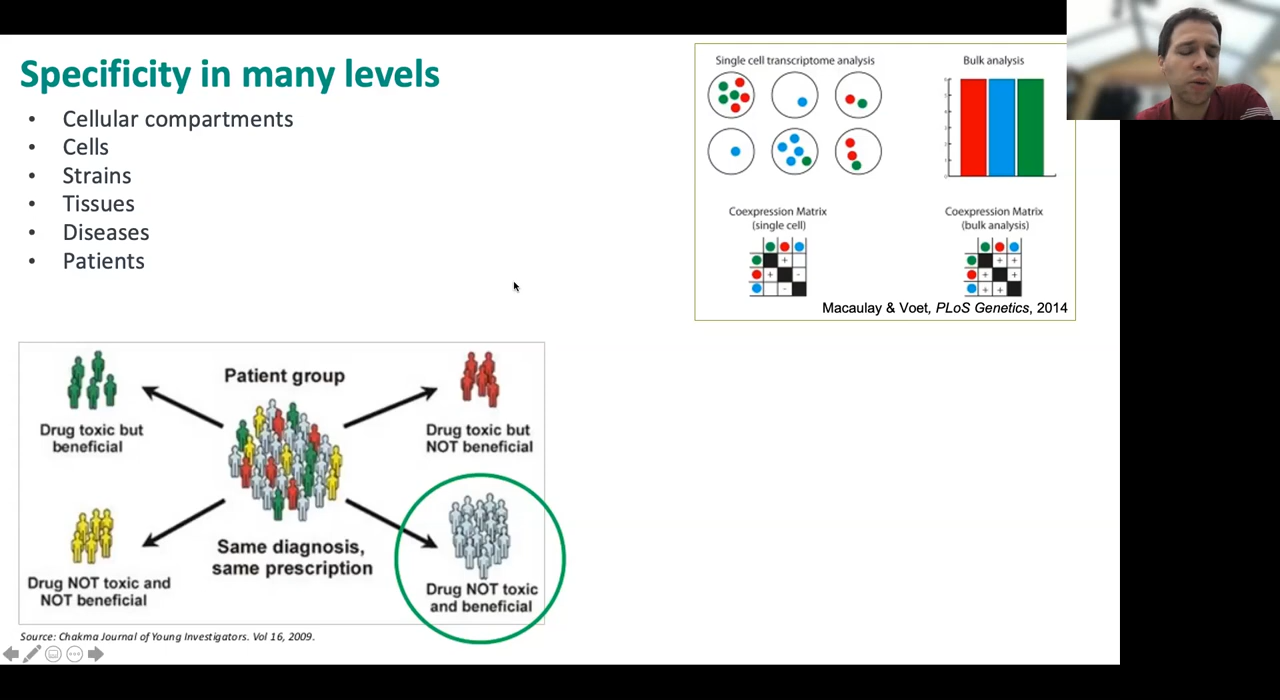 Specificity in many levels
• Cellular compartments
• Cells
• Strains
• Tissues
• Diseases
• Patients
Single cell transcriptome analysis
Bulk analysis
Coexpression Matrix
(single cell)
Coexpression Matrix
(bulk analysis)
Macaulay & Voet, PLoS Genetics, 2014
Patient group
Drug toxic but
beneficial
Drug toxic but
NOT beneficial
Same diagnosis,
same prescription
Drug NOT toxic and
NOT beneficial
Drug NOT toxic
and beneficial
Source: Chakma Journal of Young Investigators. Vol 16, 2009.